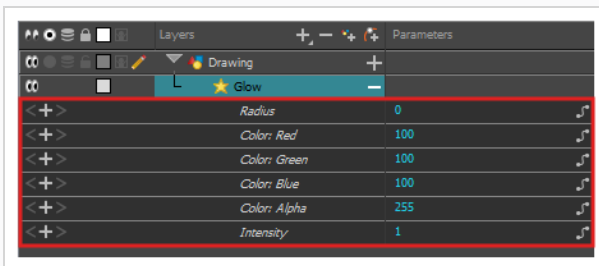 Layers Parameters
Drawing
Glow
Radius 0
Color: Red 100
Color: Green 100
Color: Blue 100
Color: Alpha 255
Intensity 1